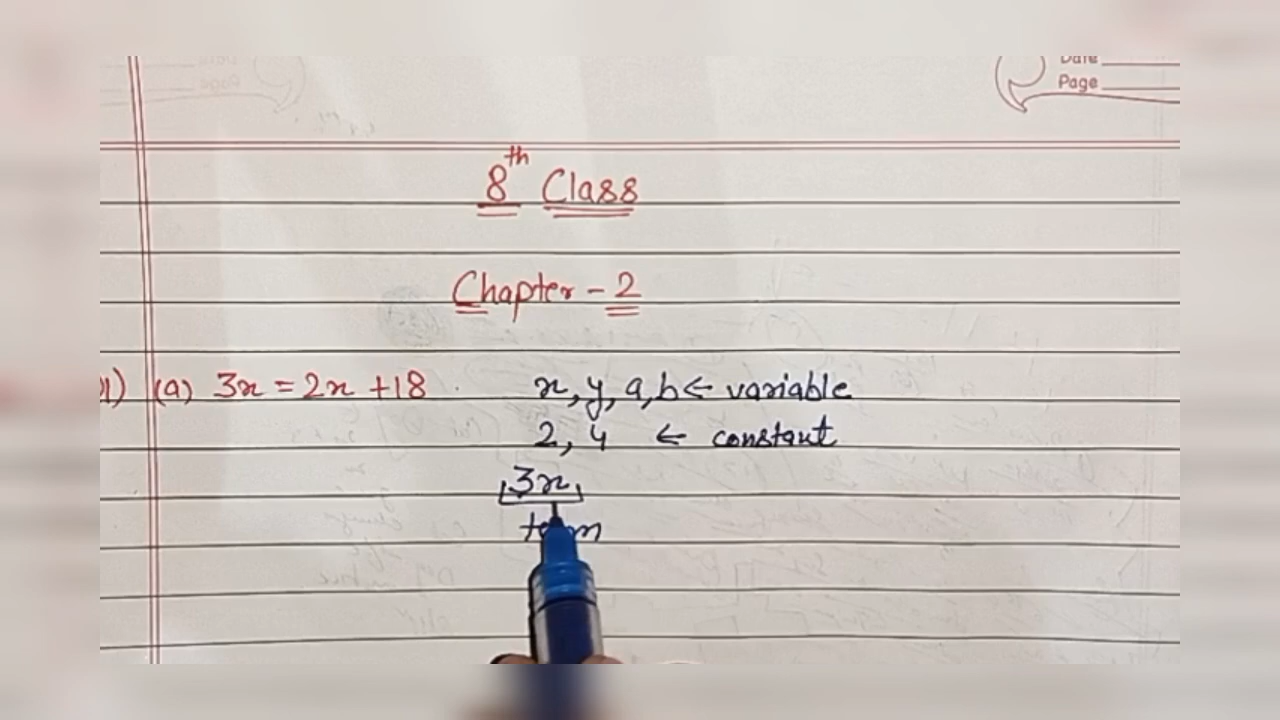 Date
Page
8th Class
Chapter - 2
1) (a) 3x = 2x + 18
x, y, a, b ← variable
2, 4 ← constant
3x
term